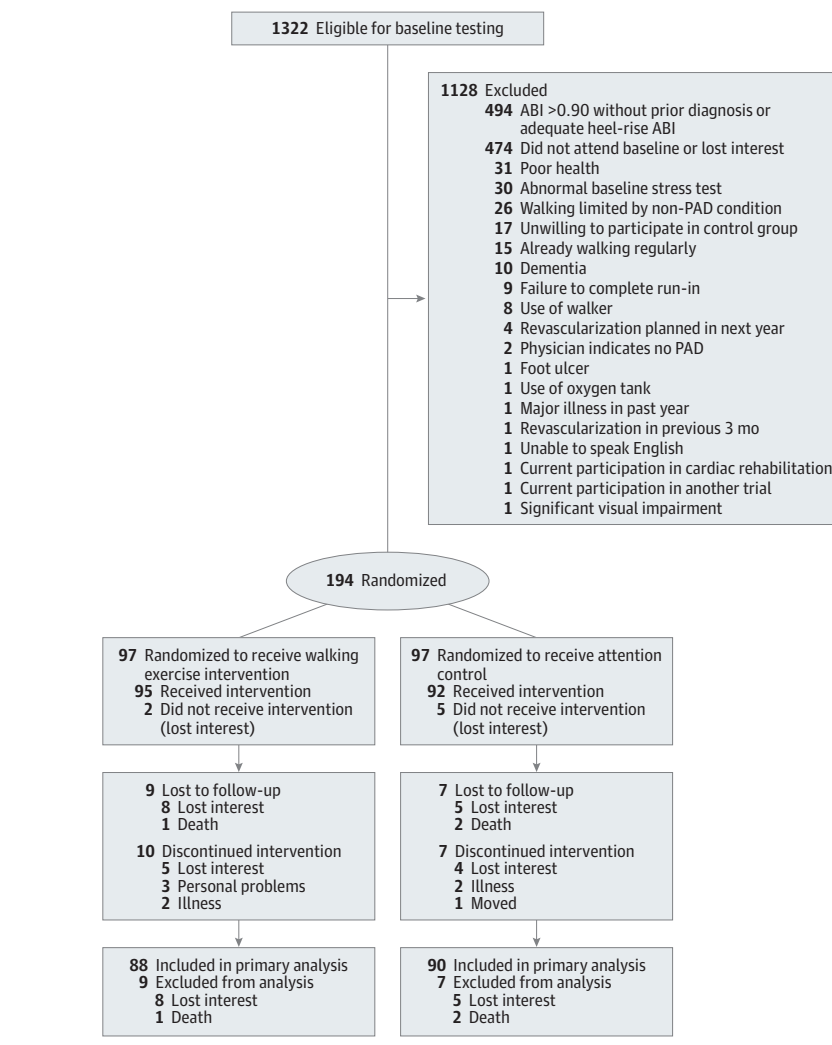 1322 Eligible for baseline testing
1128 Excluded
494 ABI >0.90 without prior diagnosis or
adequate heel-rise ABI
474 Did not attend baseline or lost interest
31 Poor health
30 Abnormal baseline stress test
26 Walking limited by non-PAD condition
17 Unwilling to participate in control group
15 Already walking regularly
10 Dementia
9 Failure to complete run-in
8 Use of walker
4 Revascularization planned in next year
2 Physician indicates no PAD
1 Foot ulcer
1 Use of oxygen tank
1 Major illness in past year
1 Revascularization in previous 3 mo
1 Unable to speak English
1 Current participation in cardiac rehabilitation
1 Current participation in another trial
1 Significant visual impairment
194 Randomized
97 Randomized to receive walking
exercise intervention
95 Received intervention
2 Did not receive intervention
(lost interest)
97 Randomized to receive attention
control
92 Received intervention
5 Did not receive intervention
(lost interest)
9 Lost to follow-up
8 Lost interest
1 Death
10 Discontinued intervention
5 Lost interest
3 Personal problems
2 Illness
7 Lost to follow-up
5 Lost interest
2 Death
7 Discontinued intervention
4 Lost interest
2 Illness
1 Moved
88 Included in primary analysis
9 Excluded from analysis
8 Lost interest
1 Death
90 Included in primary analysis
7 Excluded from analysis
5 Lost interest
2 Death